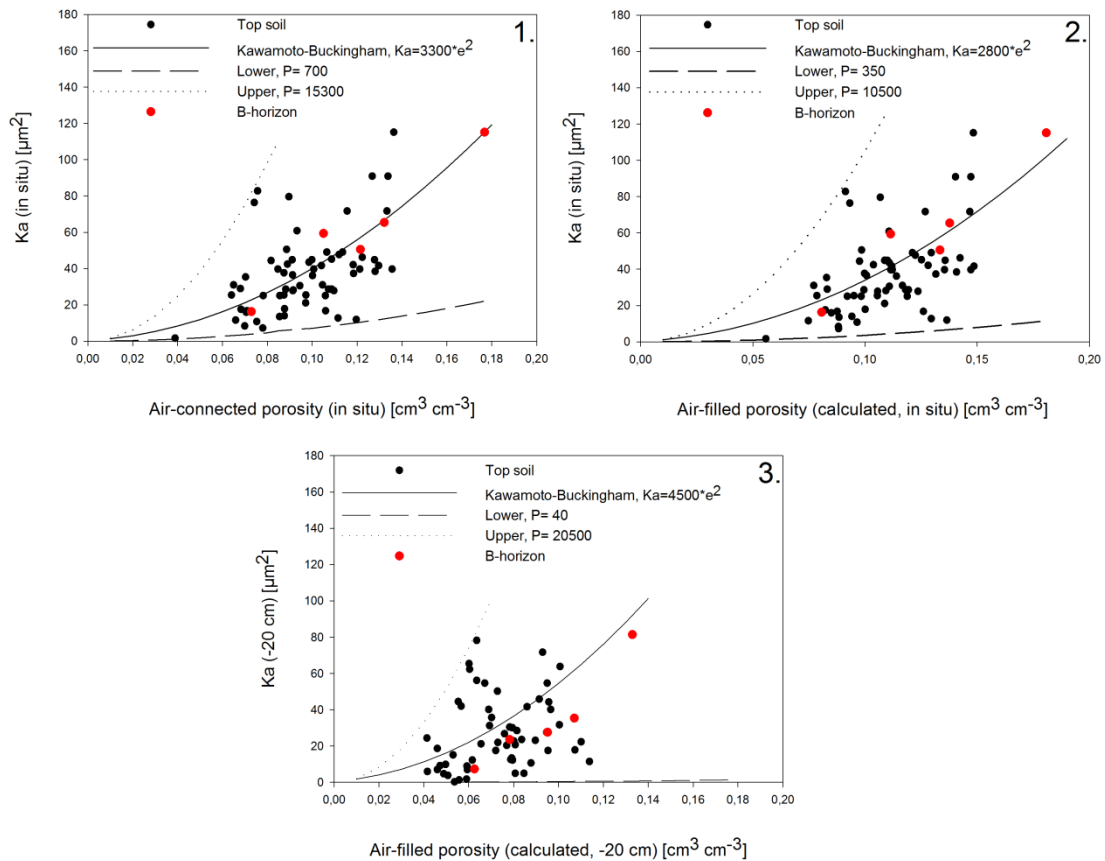 1.
Top soil
Kawamoto-Buckingham, Ka=3300*e²
Lower, P= 700
Upper, P= 15300
B-horizon
180
160
140
120
100
80
60
40
20
0
Ka (in situ) [µm²]
0,00 0,02 0,04 0,06 0,08 0,10 0,12 0,14 0,16 0,18 0,20
Air-connected porosity (in situ) [cm³ cm⁻³]
2.
Top soil
Kawamoto-Buckingham, Ka=2800*e²
Lower, P= 350
Upper, P= 10500
B-horizon
180
160
140
120
100
80
60
40
20
0
Ka (in situ) [µm²]
0,00 0,05 0,10 0,15 0,20
Air-filled porosity (calculated, in situ) [cm³ cm⁻³]
3.
Top soil
Kawamoto-Buckingham, Ka=4500*e²
Lower, P= 40
Upper, P= 20500
B-horizon
180
160
140
120
100
80
60
40
20
0
Ka (-20 cm) [µm²]
0,00 0,02 0,04 0,06 0,08 0,10 0,12 0,14 0,16 0,18 0,20
Air-filled porosity (calculated, -20 cm) [cm³ cm⁻³]